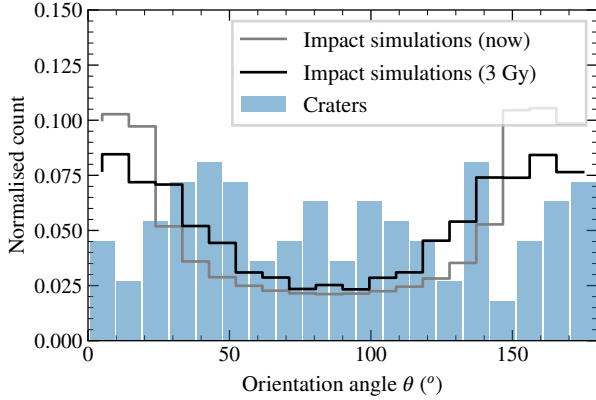 0.150
0.125
0.100
0.075
0.050
0.025
0.000
Normalised count
Impact simulations (now)
Impact simulations (3 Gy)
Craters
0 50 100 150
Orientation angle θ (°)